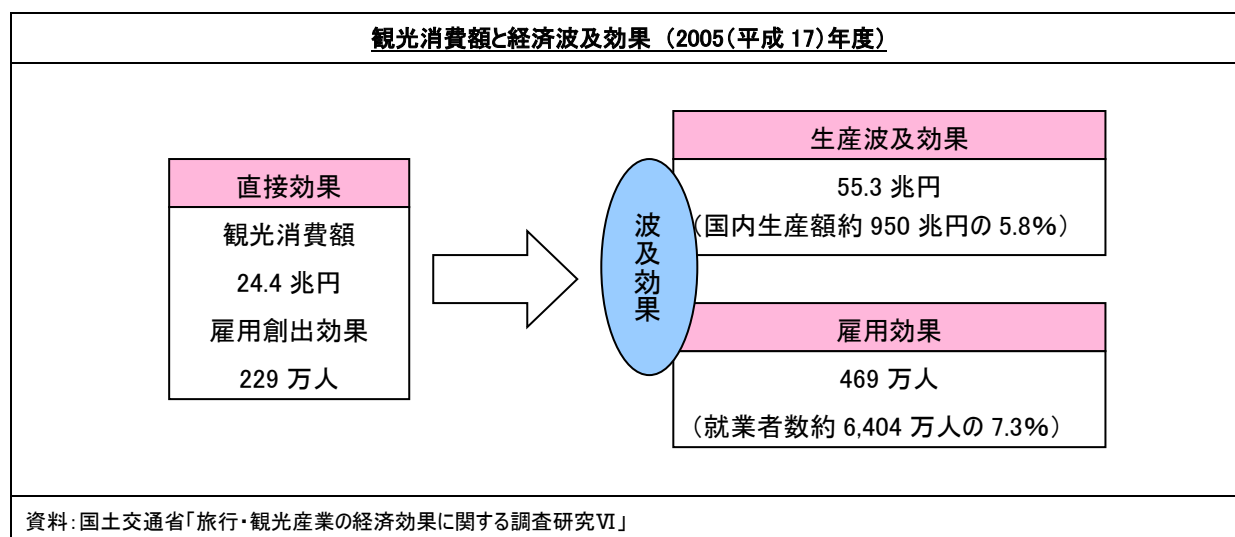 観光消費額と経済波及効果 (2005(平成 17)年度)
直接効果
観光消費額
24.4 兆円
雇用創出効果
229 万人
波及効果
生産波及効果
55.3 兆円
(国内生産額約 950 兆円の 5.8%)
雇用効果
469 万人
(就業者数約 6,404 万人の 7.3%)
資料:国土交通省「旅行・観光産業の経済効果に関する調査研究Ⅵ」